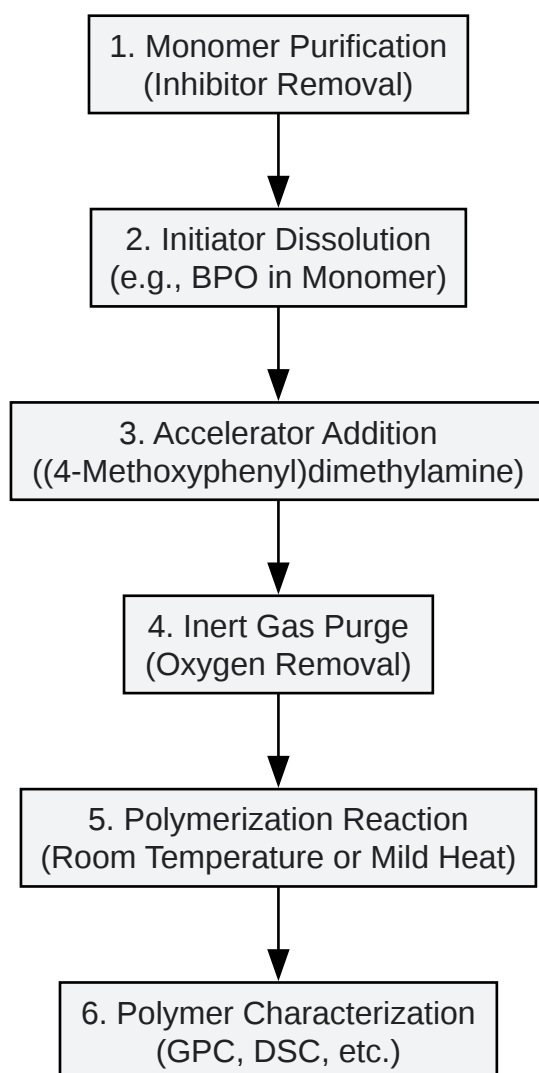 1. Monomer Purification
(Inhibitor Removal)
2. Initiator Dissolution
(e.g., BPO in Monomer)
3. Accelerator Addition
((4-Methoxyphenyl)dimethylamine)
4. Inert Gas Purge
(Oxygen Removal)
5. Polymerization Reaction
(Room Temperature or Mild Heat)
6. Polymer Characterization
(GPC, DSC, etc.)